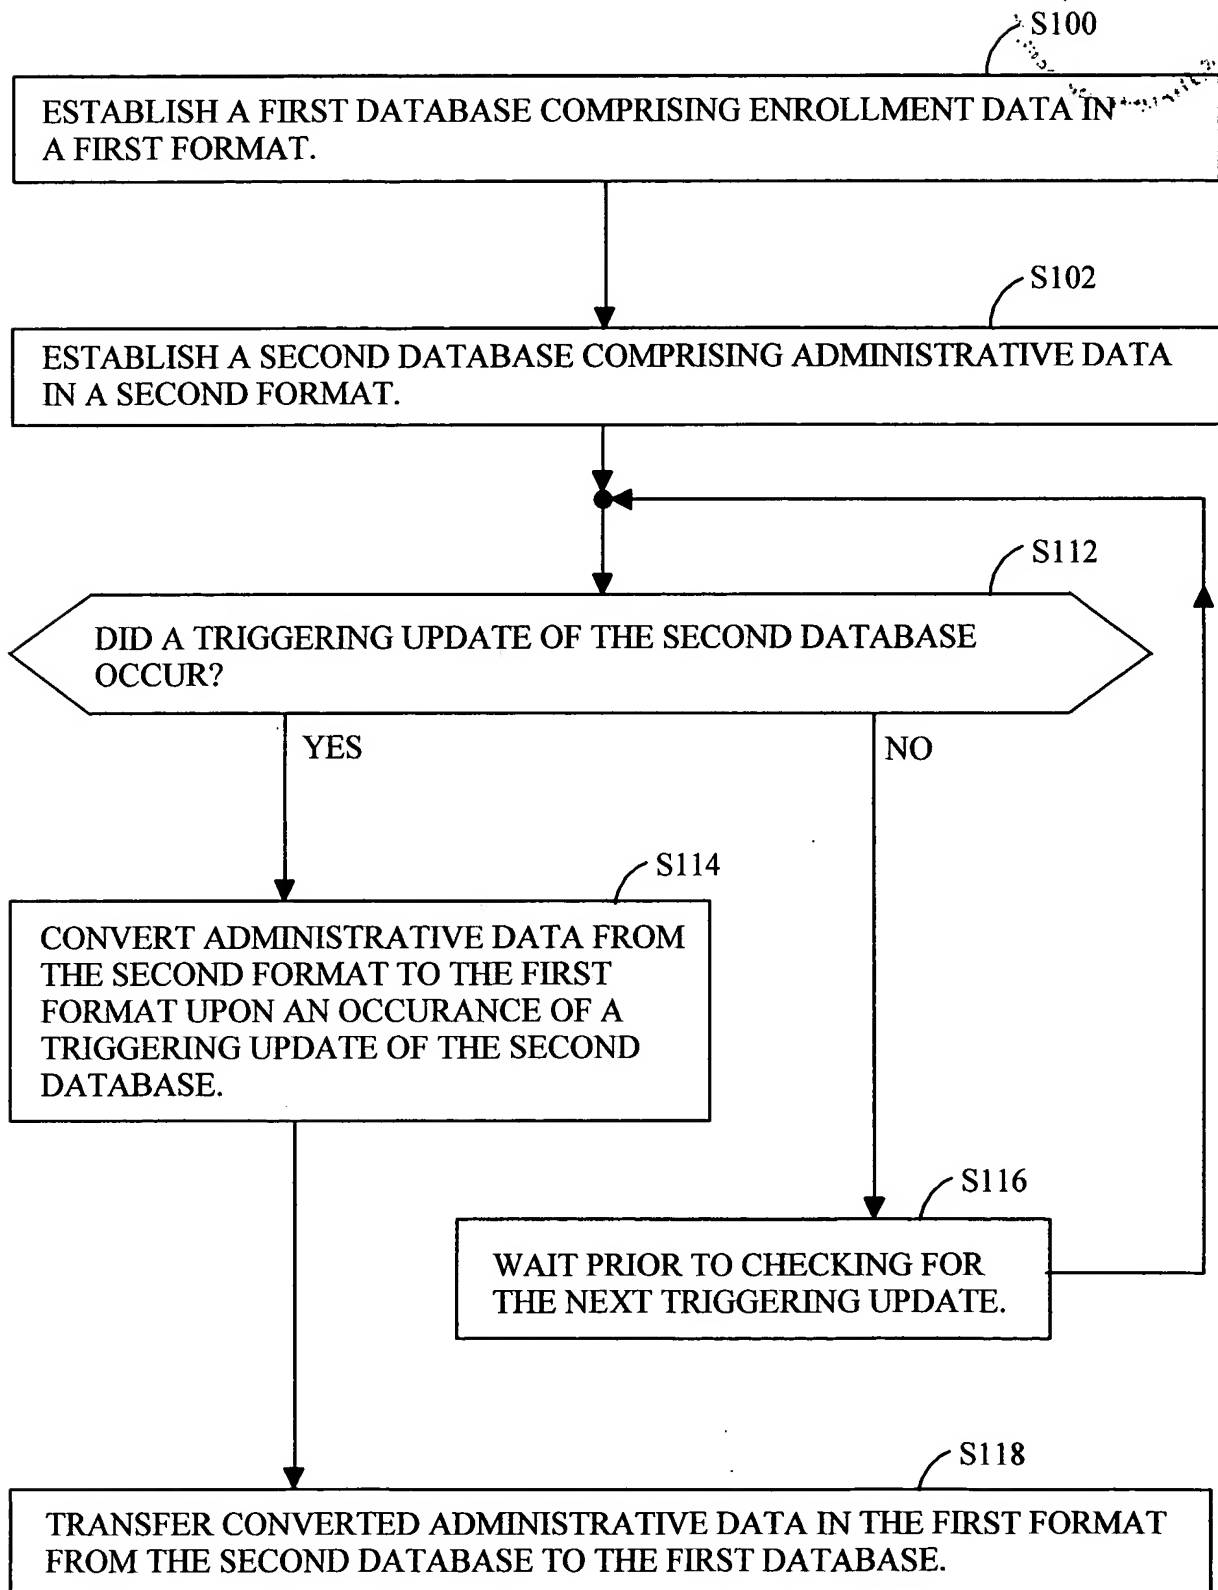 S100
ESTABLISH A FIRST DATABASE COMPRISING ENROLLMENT DATA IN
A FIRST FORMAT.
S102
ESTABLISH A SECOND DATABASE COMPRISING ADMINISTRATIVE DATA
IN A SECOND FORMAT.
S112
DID A TRIGGERING UPDATE OF THE SECOND DATABASE
OCCUR?
YES
NO
S114
CONVERT ADMINISTRATIVE DATA FROM
THE SECOND FORMAT TO THE FIRST
FORMAT UPON AN OCCURANCE OF A
TRIGGERING UPDATE OF THE SECOND
DATABASE.
S116
WAIT PRIOR TO CHECKING FOR
THE NEXT TRIGGERING UPDATE.
S118
TRANSFER CONVERTED ADMINISTRATIVE DATA IN THE FIRST FORMAT
FROM THE SECOND DATABASE TO THE FIRST DATABASE.